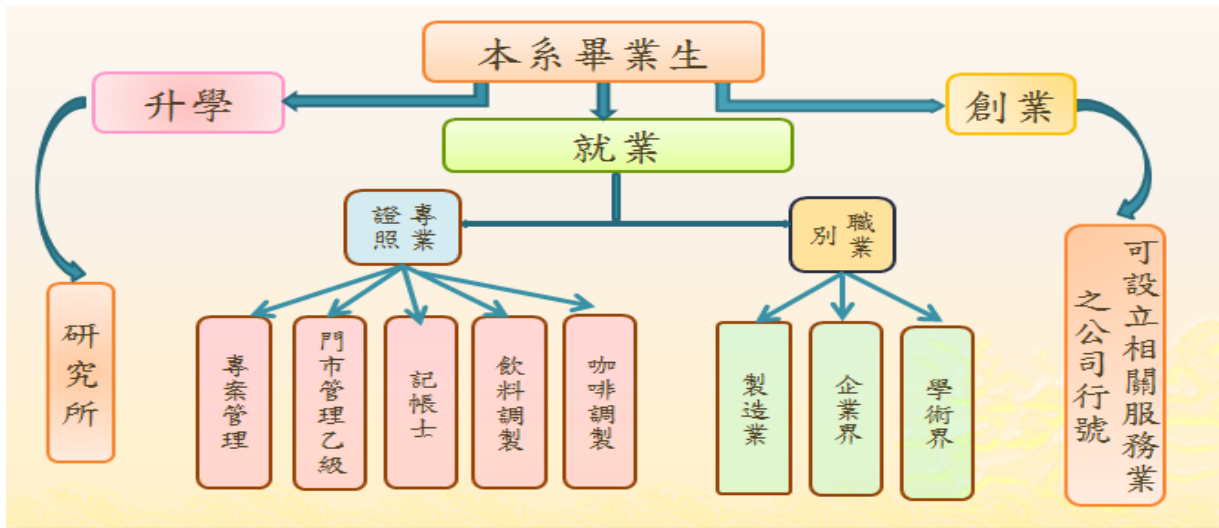 本系畢業生
升學
創業
就業
專業
證照
職業
別
研究所
專案管理
門市管理乙級
記帳士
飲料調製
咖啡調製
製造業
企業界
學術界
可設立相關服務業
之公司行號